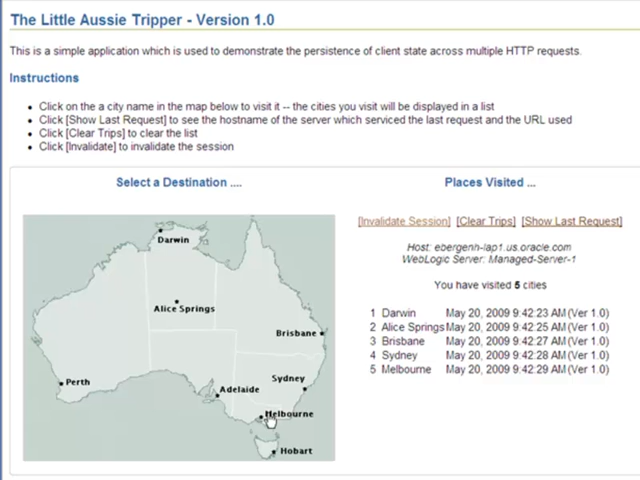 The Little Aussie Tripper - Version 1.0
This is a simple application which is used to demonstrate the persistence of client state across multiple HTTP requests.
Instructions
Click on the a city name in the map below to visit it -- the cities you visit will be displayed in a list
Click [Show Last Request] to see the hostname of the server which serviced the last request and the URL used
Click [Clear Trips] to clear the list
Click [Invalidate] to invalidate the session
Select a Destination ....
Darwin
Alice Springs
Brisbane
Perth
Sydney
Adelaide
Melbourne
Hobart
Places Visited ...
[Invalidate Session] [Clear Trips] [Show Last Request]
Host: ebergenh-lap1.us.oracle.com
WebLogic Server: Managed-Server-1
You have visited 5 cities
1 Darwin May 20, 2009 9:42:23 AM (Ver 1.0)
2 Alice Springs May 20, 2009 9:42:25 AM (Ver 1.0)
3 Brisbane May 20, 2009 9:42:27 AM (Ver 1.0)
4 Sydney May 20, 2009 9:42:28 AM (Ver 1.0)
5 Melbourne May 20, 2009 9:42:29 AM (Ver 1.0)